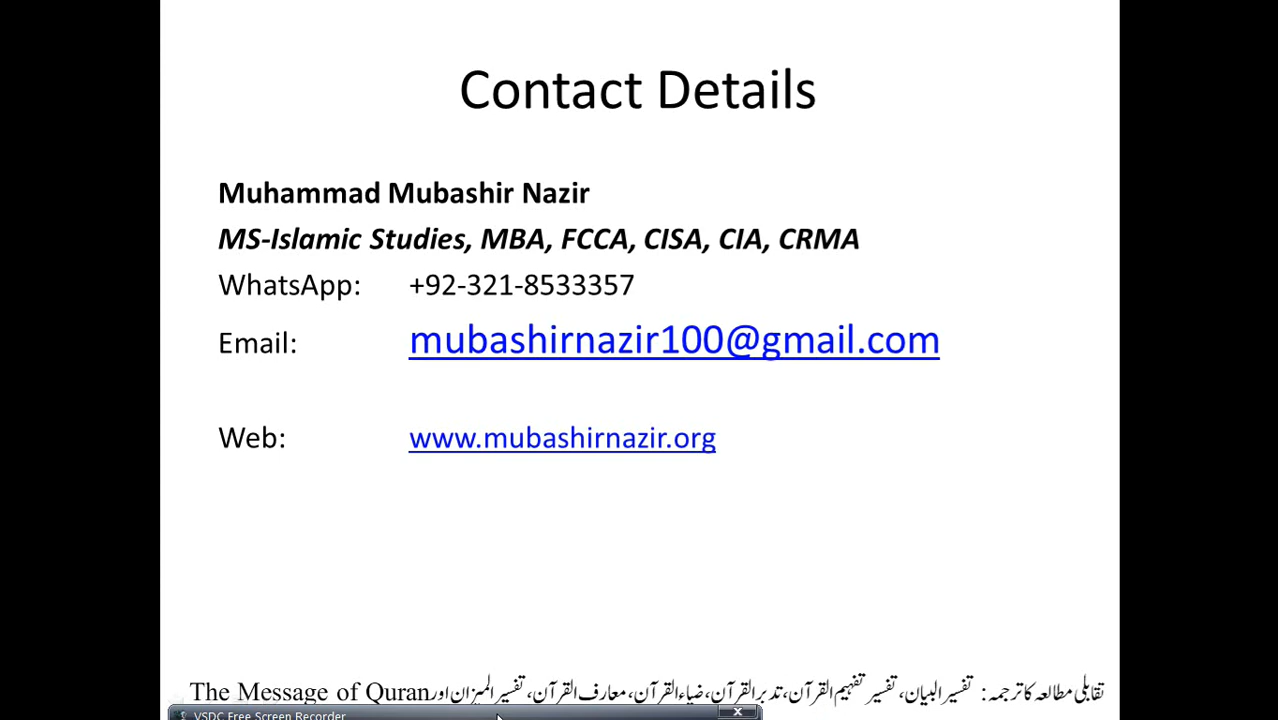 Contact Details
Muhammad Mubashir Nazir
MS-Islamic Studies, MBA, FCCA, CISA, CIA, CRMA
WhatsApp: +92-321-8533357
Email: mubashirnazir100@gmail.com
Web: www.mubashirnazir.org
تقابلی مطالعہ کا ترجمہ: تفسیر البیان، تفسیر تفہیم القرآن، تدبر القرآن، ضیاء القرآن، معارف القرآن، تفسیر المیزان اور The Message of Quran
VSDC Free Screen Recorder